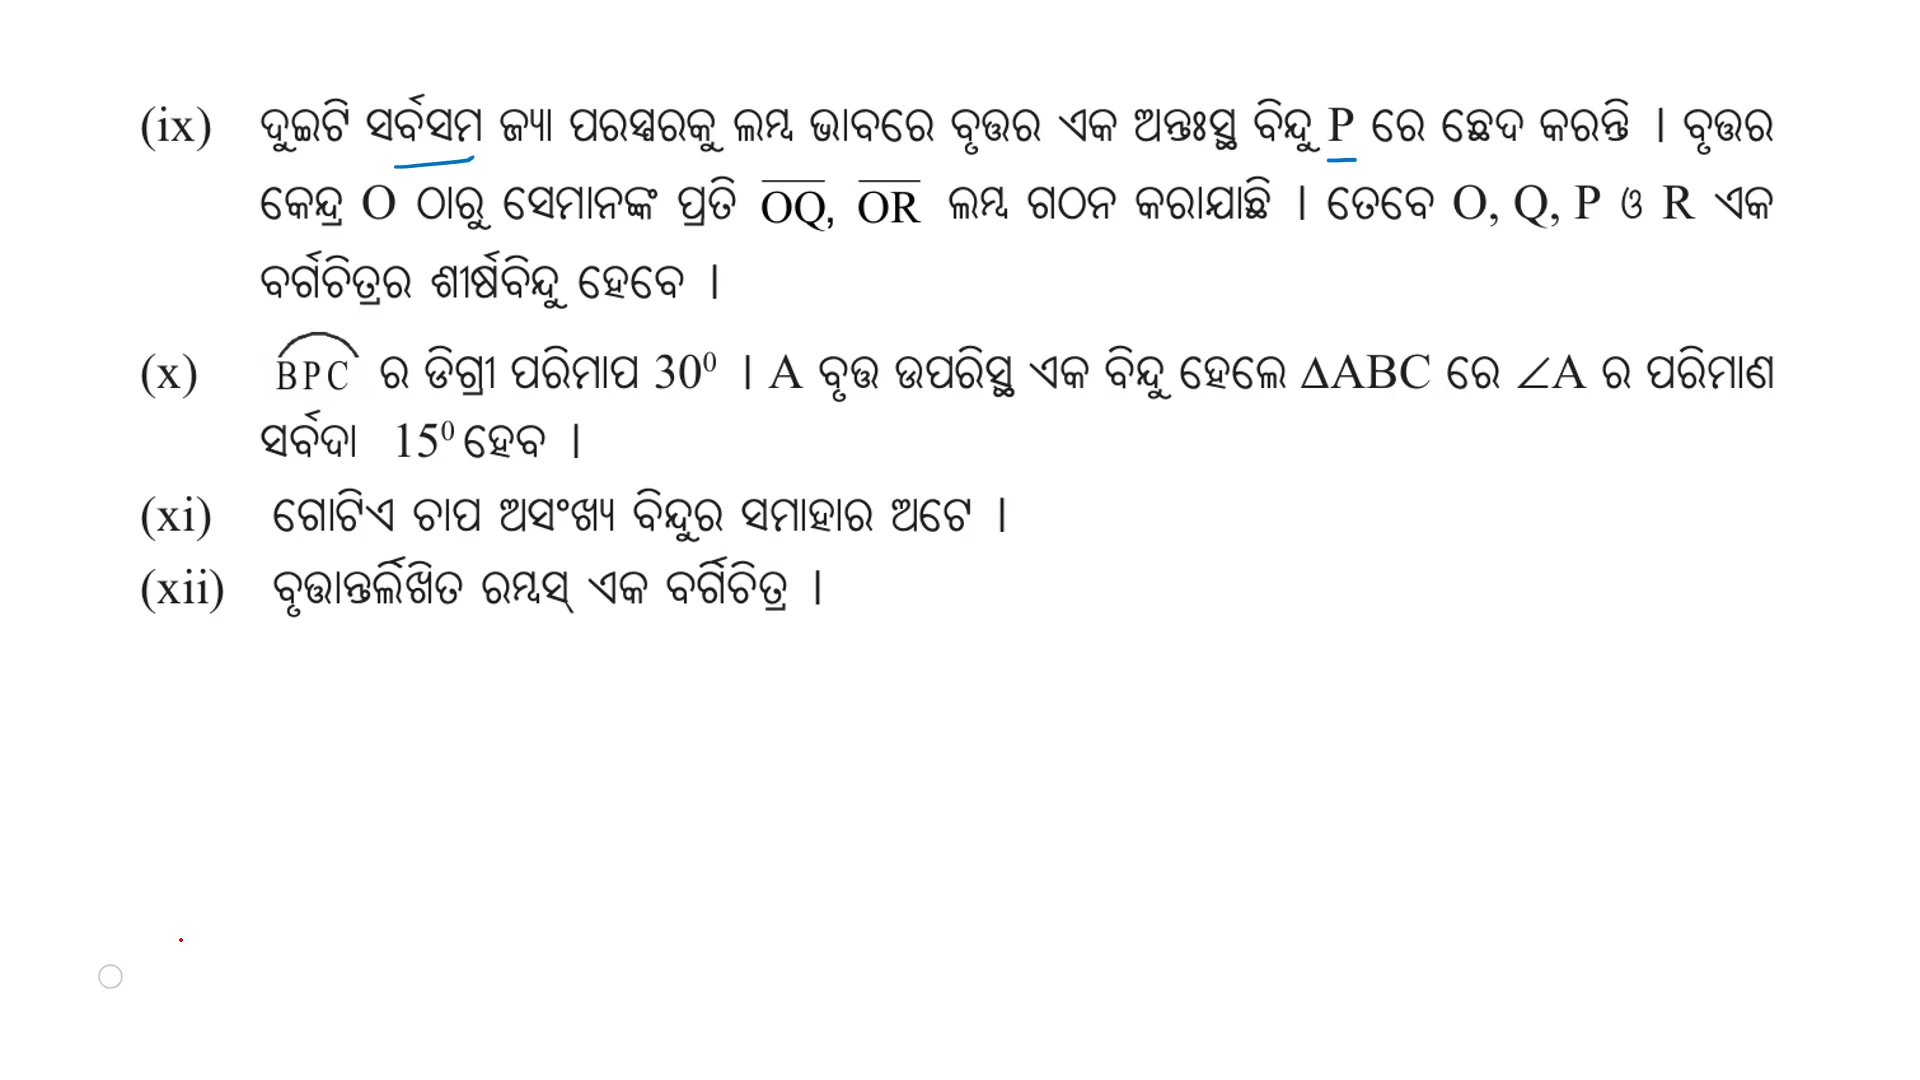 (ix) ଦୁଇଟି ସର୍ବସମ ଜ୍ୟା ପରସ୍ପରକୁ ଲମ୍ବ ଭାବରେ ବୃତ୍ତର ଏକ ଅନ୍ତଃସ୍ଥ ବିନ୍ଦୁ P ରେ ଛେଦ କରନ୍ତି । ବୃତ୍ତର
କେନ୍ଦ୍ର O ଠାରୁ ସେମାନଙ୍କ ପ୍ରତି OQ, OR ଲମ୍ବ ଗଠନ କରାଯାଛି । ତେବେ O, Q, P ଓ R ଏକ
ବର୍ଗଚିତ୍ରର ଶୀର୍ଷବିନ୍ଦୁ ହେବେ ।
(x) BPC ର ଡିଗ୍ରୀ ପରିମାପ 30⁰ । A ବୃତ୍ତ ଉପରିସ୍ଥ ଏକ ବିନ୍ଦୁ ହେଲେ ΔABC ରେ ∠A ର ପରିମାଣ
ସର୍ବଦା 15⁰ ହେବ ।
(xi) ଗୋଟିଏ ଚାପ ଅସଂଖ୍ୟ ବିନ୍ଦୁର ସମାହାର ଅଟେ ।
(xii) ବୃତ୍ତାନ୍ତର୍ଲିଖିତ ରମ୍ବସ୍ ଏକ ବର୍ଗଚିତ୍ର ।